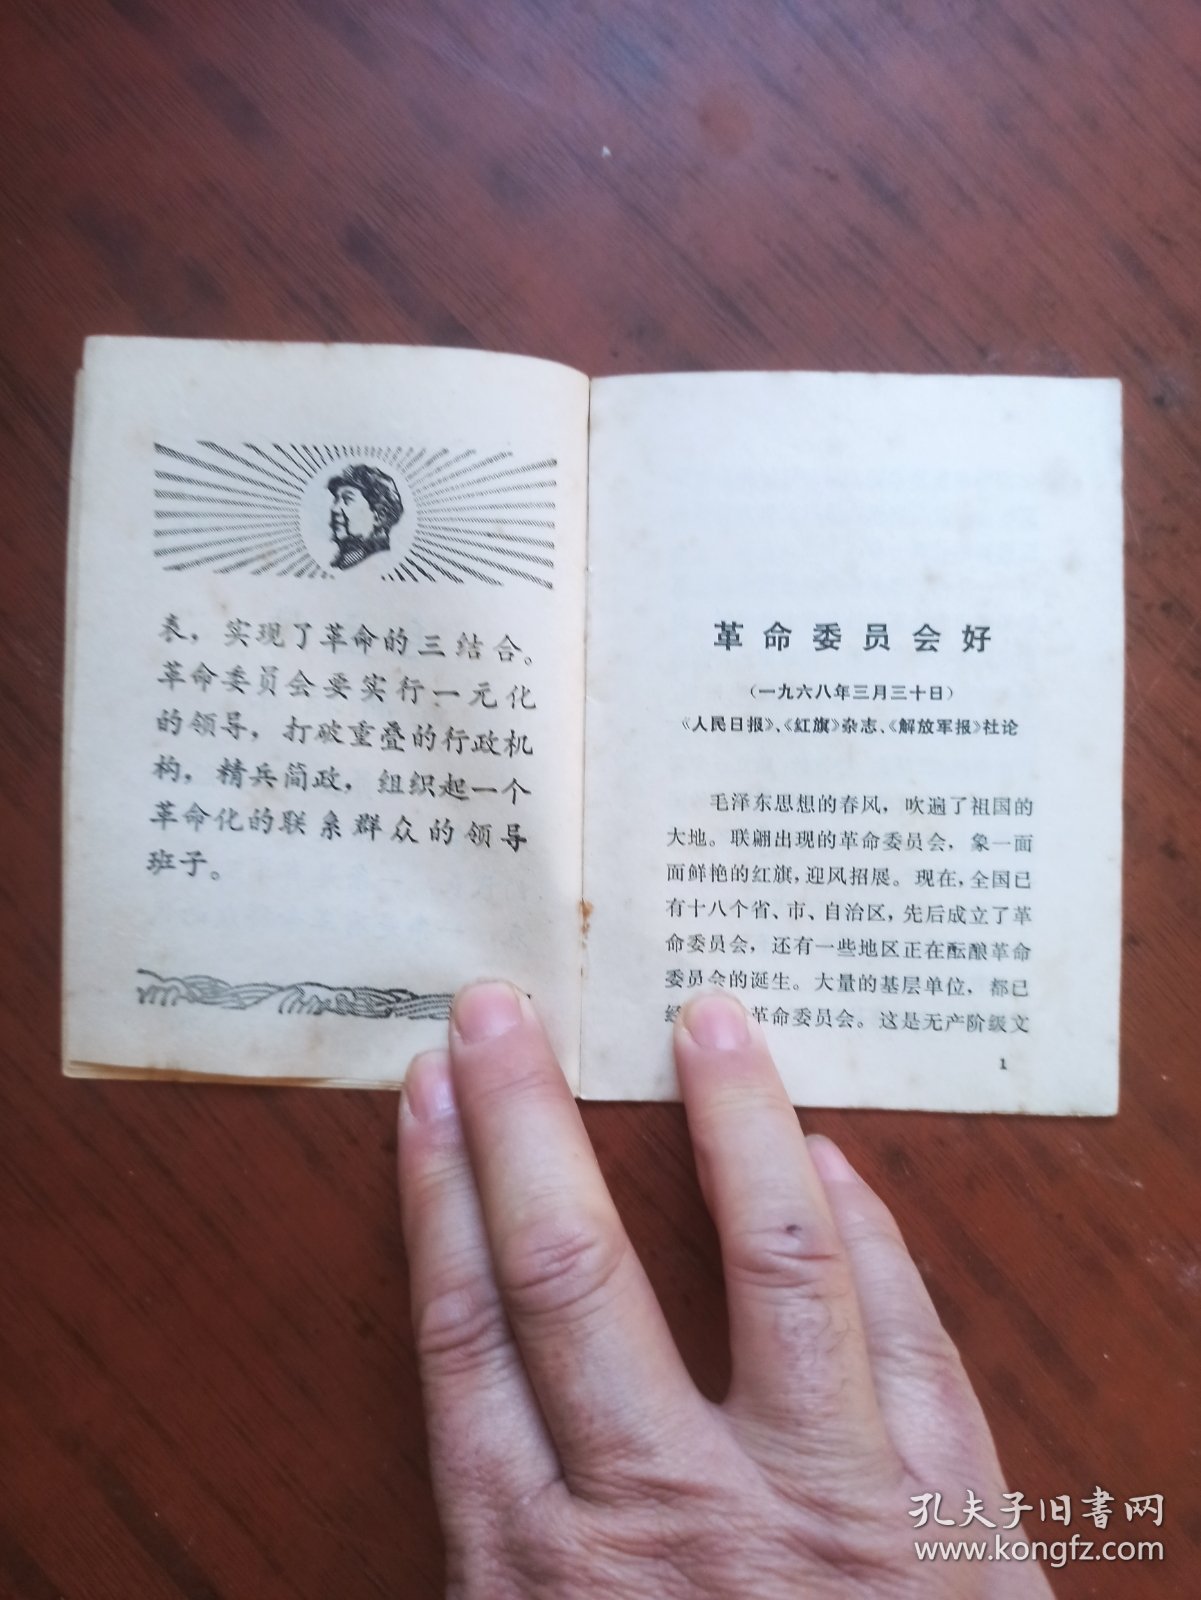 表，实现了革命的三结合。
革命委员会要实行一元化
的领导，打破重叠的行政机
构，精兵简政，组织起一个
革命化的联系群众的领导
班子。
革命委员会好
（一九六八年三月三十日）
《人民日报》、《红旗》杂志、《解放军报》社论
毛泽东思想的春风，吹遍了祖国的
大地。联翩出现的革命委员会，象一面
面鲜艳的红旗，迎风招展。现在，全国已
有十八个省、市、自治区，先后成立了革
命委员会，还有一些地区正在酝酿革命
委员会的诞生。大量的基层单位，都已
革命委员会。这是无产阶级文
1
孔夫子旧书网
www.kongfz.com